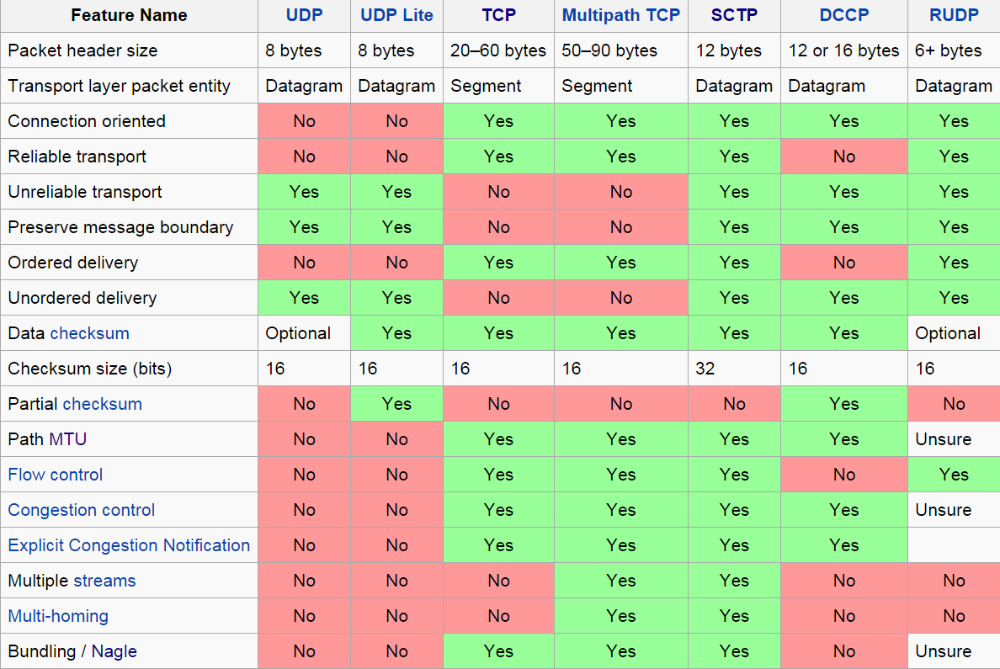 Feature Name UDP UDP Lite TCP Multipath TCP SCTP DCCP RUDP
Packet header size 8 bytes 8 bytes 20–60 bytes 50–90 bytes 12 bytes 12 or 16 bytes 6+ bytes
Transport layer packet entity Datagram Datagram Segment Segment Datagram Datagram Datagram
Connection oriented No No Yes Yes Yes Yes Yes
Reliable transport No No Yes Yes Yes No Yes
Unreliable transport Yes Yes No No Yes Yes Yes
Preserve message boundary Yes Yes No No Yes Yes Yes
Ordered delivery No No Yes Yes Yes No Yes
Unordered delivery Yes Yes No No Yes Yes Yes
Data checksum Optional Yes Yes Yes Yes Yes Optional
Checksum size (bits) 16 16 16 16 32 16 16
Partial checksum No Yes No No No Yes No
Path MTU No No Yes Yes Yes Yes Unsure
Flow control No No Yes Yes Yes No Yes
Congestion control No No Yes Yes Yes Yes Unsure
Explicit Congestion Notification No No Yes Yes Yes Yes
Multiple streams No No No Yes Yes No No
Multi-homing No No No Yes Yes No No
Bundling / Nagle No No Yes Yes Yes No Unsure